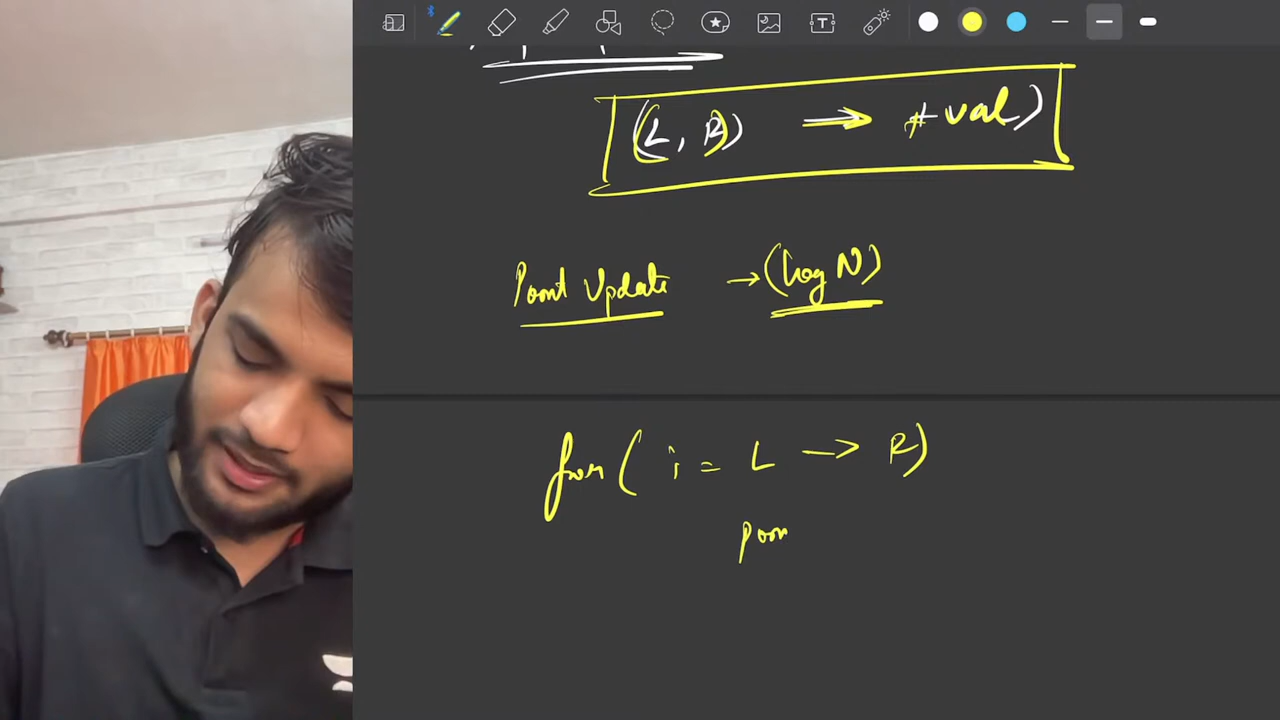 (L, R) ⇒ + val)
Point Update → (Log N)
for( i = L → R)
poin